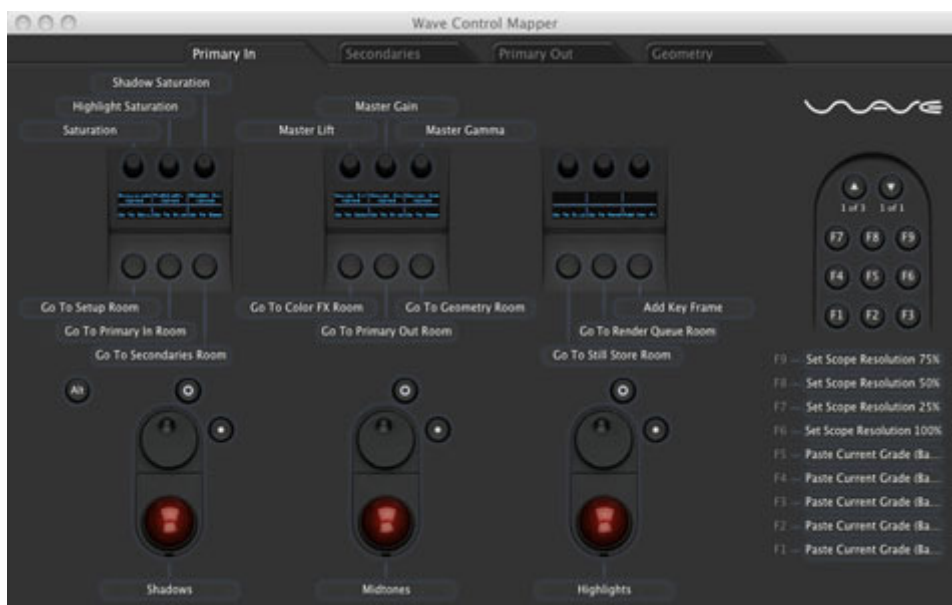 Wave Control Mapper
Primary In
Secondaries
Primary Out
Geometry
Shadow Saturation
Highlight Saturation
Saturation
Master Gain
Master Lift
Master Gamma
WAVE
1 of 3
1 of 1
F7
F8
F9
F4
F5
F6
F1
F2
F3
Go To Setup Room
Go To Primary In Room
Go To Secondaries Room
Go To Color FX Room
Go To Geometry Room
Go To Primary Out Room
Add Key Frame
Go To Render Queue Room
Go To Still Store Room
Alt
F9 — Set Scope Resolution 75%
F8 — Set Scope Resolution 50%
F7 — Set Scope Resolution 25%
F6 — Set Scope Resolution 100%
F5 — Paste Current Grade (Ba...
F4 — Paste Current Grade (Ba...
F3 — Paste Current Grade (Ba...
F2 — Paste Current Grade (Ba...
F1 — Paste Current Grade (Ba...
Shadows
Midtones
Highlights